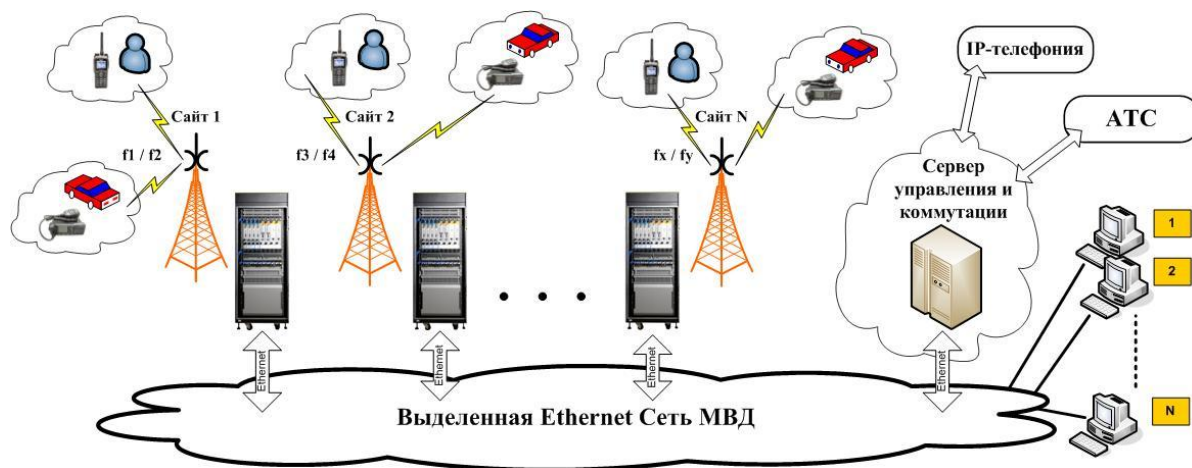 Сайт 1
f1 / f2
Сайт 2
f3 / f4
Сайт N
fx / fy
IP-телефония
АТС
Сервер
управления и
коммутации
1
2
N
Ethernet
Ethernet
Ethernet
Ethernet
Выделенная Ethernet Сеть МВД